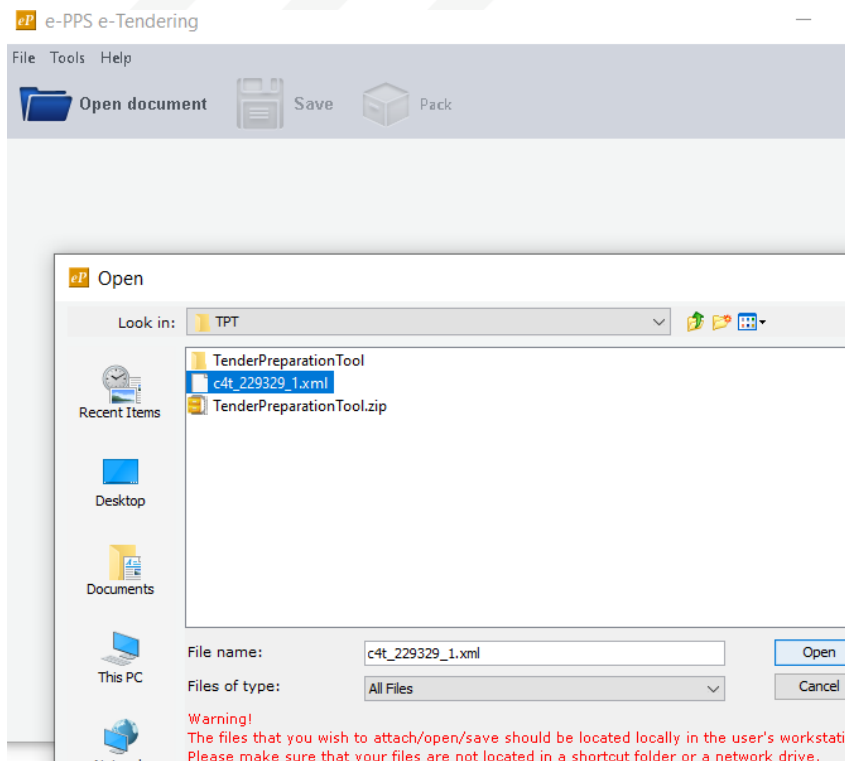 eP e-PPS e-Tendering
File Tools Help
Open document Save Pack
eP Open
Look in: TPT
TenderPreparationTool
c4t_229329_1.xml
TenderPreparationTool.zip
Recent Items
Desktop
Documents
This PC
File name: c4t_229329_1.xml Open
Files of type: All Files Cancel
Warning!
The files that you wish to attach/open/save should be located locally in the user's workstati
Please make sure that your files are not located in a shortcut folder or a network drive.